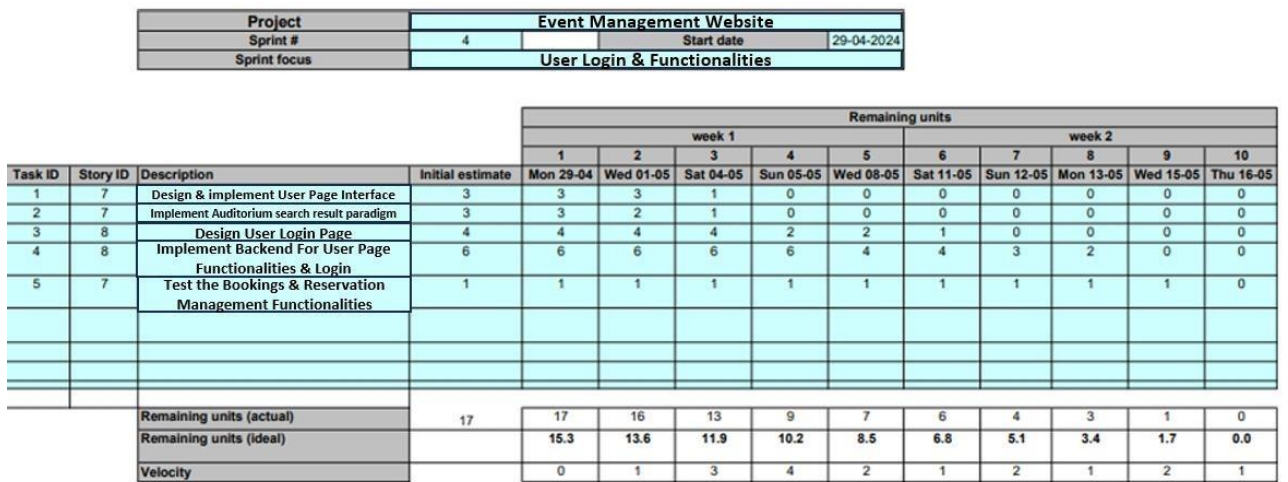 Project Event Management Website
Sprint # 4 Start date 29-04-2024
Sprint focus User Login & Functionalities
Remaining units
week 1 week 2
1 2 3 4 5 6 7 8 9 10
Task ID Story ID Description Initial estimate Mon 29-04 Wed 01-05 Sat 04-05 Sun 05-05 Wed 08-05 Sat 11-05 Sun 12-05 Mon 13-05 Wed 15-05 Thu 16-05
1 7 Design & implement User Page Interface 3 3 3 1 0 0 0 0 0 0 0
2 7 Implement Auditorium search result paradigm 3 3 2 1 0 0 0 0 0 0 0
3 8 Design User Login Page 4 4 4 4 2 2 1 0 0 0 0
4 8 Implement Backend For User Page 6 6 6 6 6 4 4 3 2 0 0
Functionalities & Login
5 7 Test the Bookings & Reservation 1 1 1 1 1 1 1 1 1 1 0
Management Functionalities
Remaining units (actual) 17 17 16 13 9 7 6 4 3 1 0
Remaining units (ideal) 15.3 13.6 11.9 10.2 8.5 6.8 5.1 3.4 1.7 0.0
Velocity 0 1 3 4 2 1 2 1 2 1